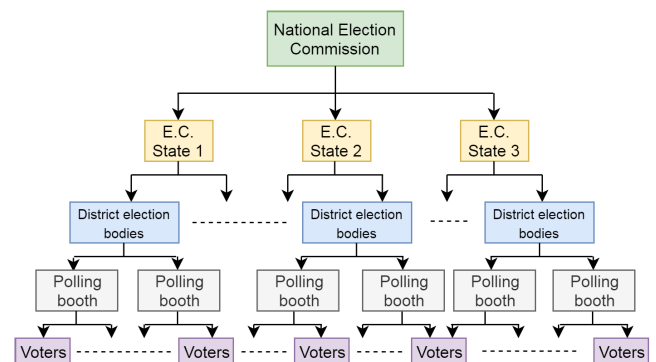 National Election
Commission
E.C.
State 1
E.C.
State 2
E.C.
State 3
District election
bodies
District election
bodies
District election
bodies
Polling
booth
Polling
booth
Polling
booth
Polling
booth
Polling
booth
Polling
booth
Voters
Voters
Voters
Voters
Voters
Voters